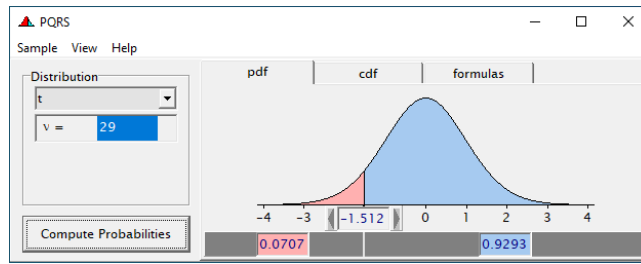 PQRS
Sample View Help
Distribution
t
ν = 29
Compute Probabilities
pdf cdf formulas
-4 -3 -1.512 0 1 2 3 4
0.0707 0.9293